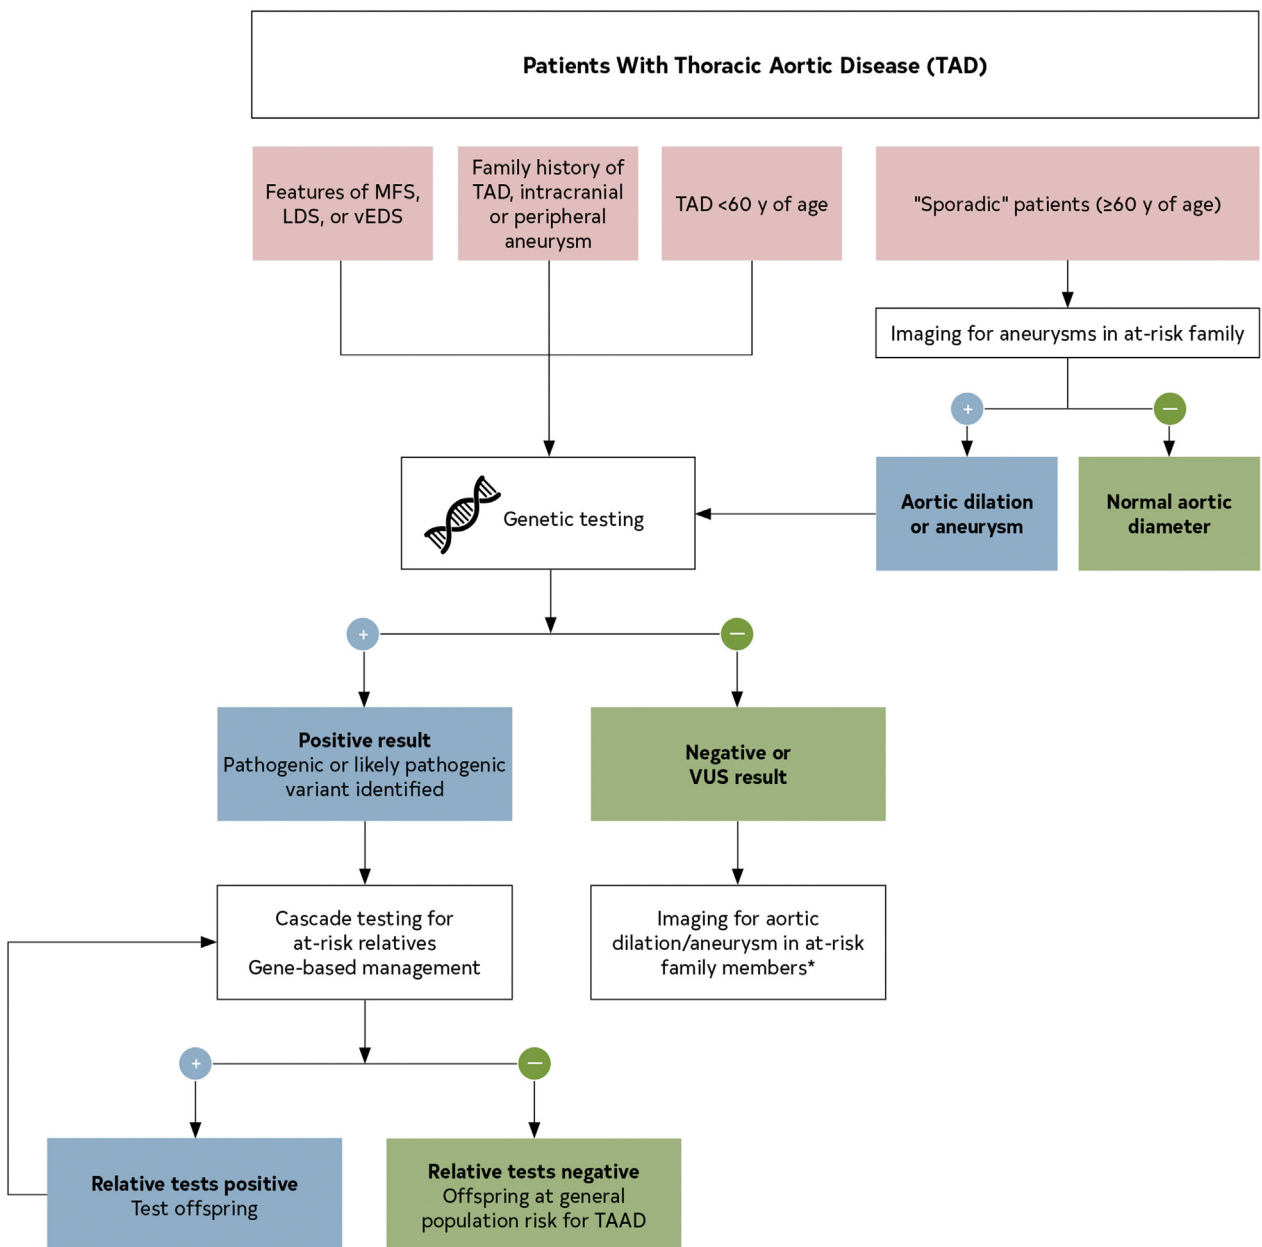 Patients With Thoracic Aortic Disease (TAD)
Features of MFS,
LDS, or vEDS
Family history of
TAD, intracranial
or peripheral
aneurysm
TAD <60 y of age
"Sporadic" patients (≥60 y of age)
Imaging for aneurysms in at-risk family
+
—
Aortic dilation
or aneurysm
Normal aortic
diameter
Genetic testing
+
—
Positive result
Pathogenic or likely pathogenic
variant identified
Negative or
VUS result
Cascade testing for
at-risk relatives
Gene-based management
Imaging for aortic
dilation/aneurysm in at-risk
family members*
+
—
Relative tests positive
Test offspring
Relative tests negative
Offspring at general
population risk for TAAD